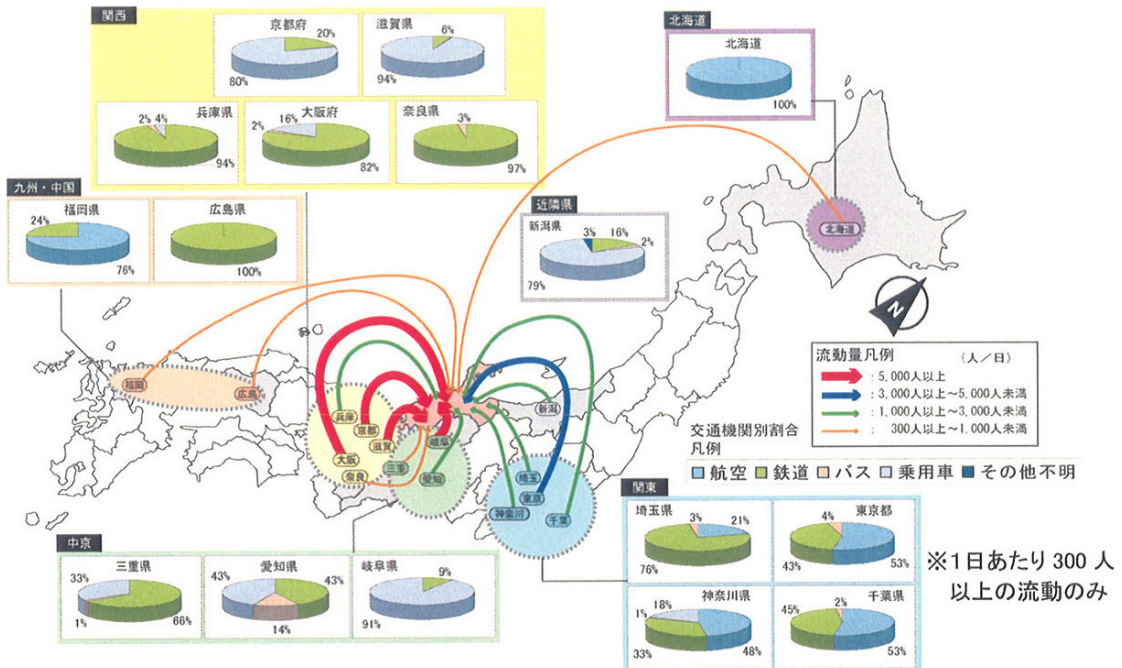 関西
京都府
20%
80%
滋賀県
6%
94%
兵庫県
2%
4%
94%
大阪府
2%
16%
82%
奈良県
3%
97%
北海道
北海道
100%
九州・中国
福岡県
24%
76%
広島県
100%
近隣県
新潟県
3%
16%
2%
79%
北海道
N
福岡
広島
兵庫
京都
滋賀
大阪
奈良
岐阜
三重
愛知
新潟
埼玉
東京
神奈川
千葉
流動量凡例 (人/日)
:5,000人以上
:3,000人以上~5,000人未満
:1,000人以上~3,000人未満
: 300人以上~1,000人未満
交通機関別割合
凡例
航空 鉄道 バス 乗用車 その他不明
中京
三重県
33%
1%
66%
愛知県
43%
43%
14%
岐阜県
9%
91%
関東
埼玉県
3%
21%
76%
東京都
4%
43%
53%
神奈川県
1%
18%
33%
48%
千葉県
45%
2%
53%
※1日あたり300人
以上の流動のみ